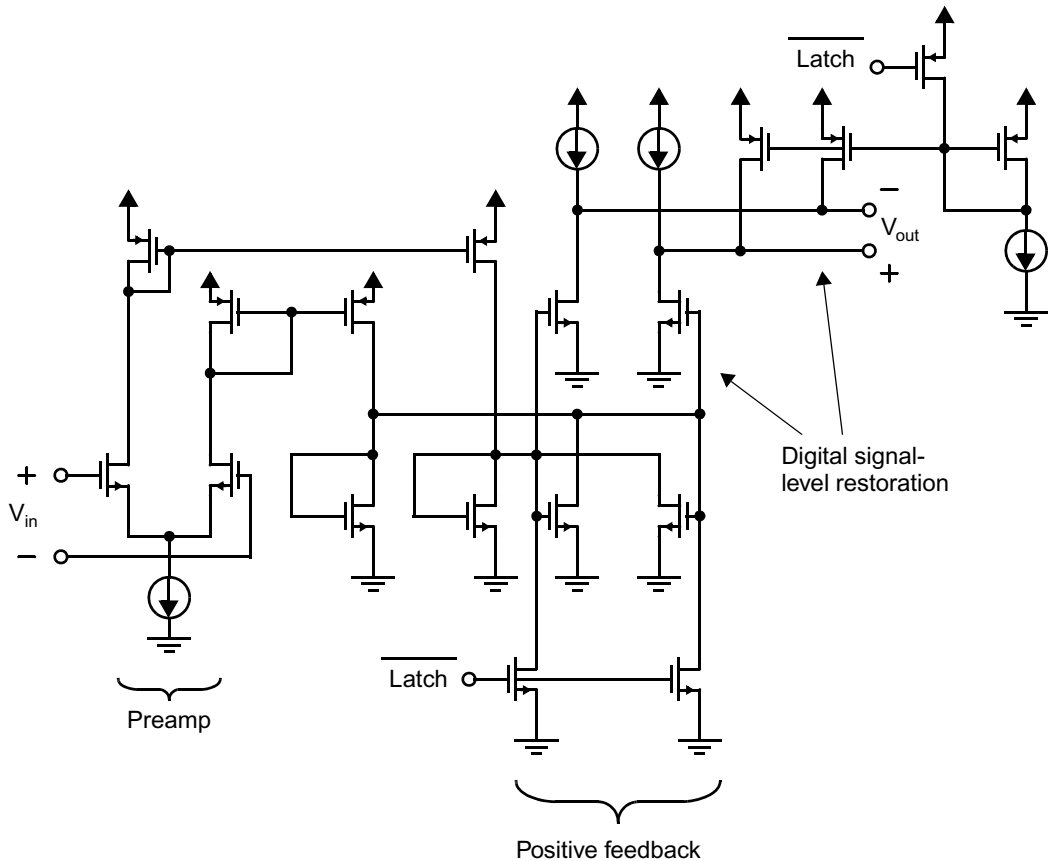 Latch
−
V_out
+
+
V_in
−
Digital signal-
level restoration
Latch
Preamp
Positive feedback